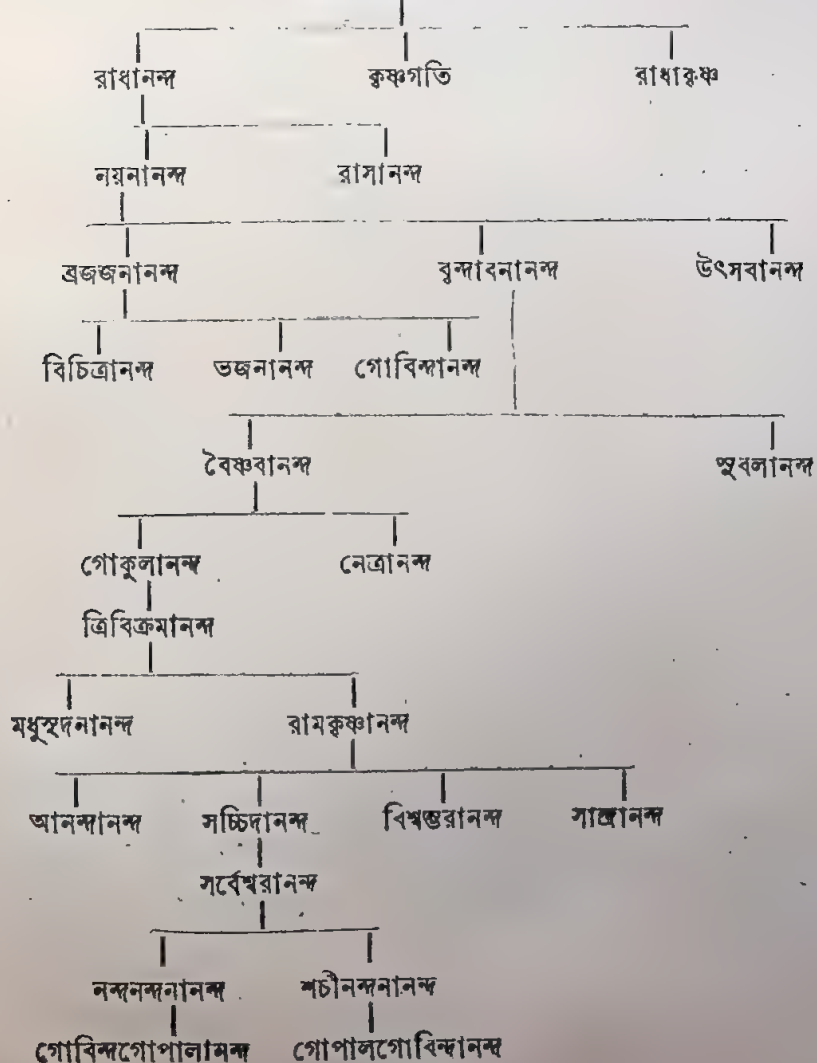 রাধানন্দ কৃষ্ণগতি রাধাকৃষ্ণ
নয়নানন্দ রাসানন্দ
ব্রজজনানন্দ বৃন্দাবনানন্দ উৎসবানন্দ
বিচিত্রানন্দ ভজনানন্দ গোবিন্দানন্দ
বৈষ্ণবানন্দ সুবলানন্দ
গোকুলানন্দ নেত্রানন্দ
ত্রিবিক্রমানন্দ
মধুসূদনানন্দ রামকৃষ্ণানন্দ
আনন্দানন্দ সচ্চিদানন্দ বিশ্বম্ভরানন্দ
সর্বেশ্বরানন্দ
নন্দনন্দনানন্দ শচীনন্দনানন্দ
গোবিন্দগোপালানন্দ গোপালগোবিন্দানন্দ